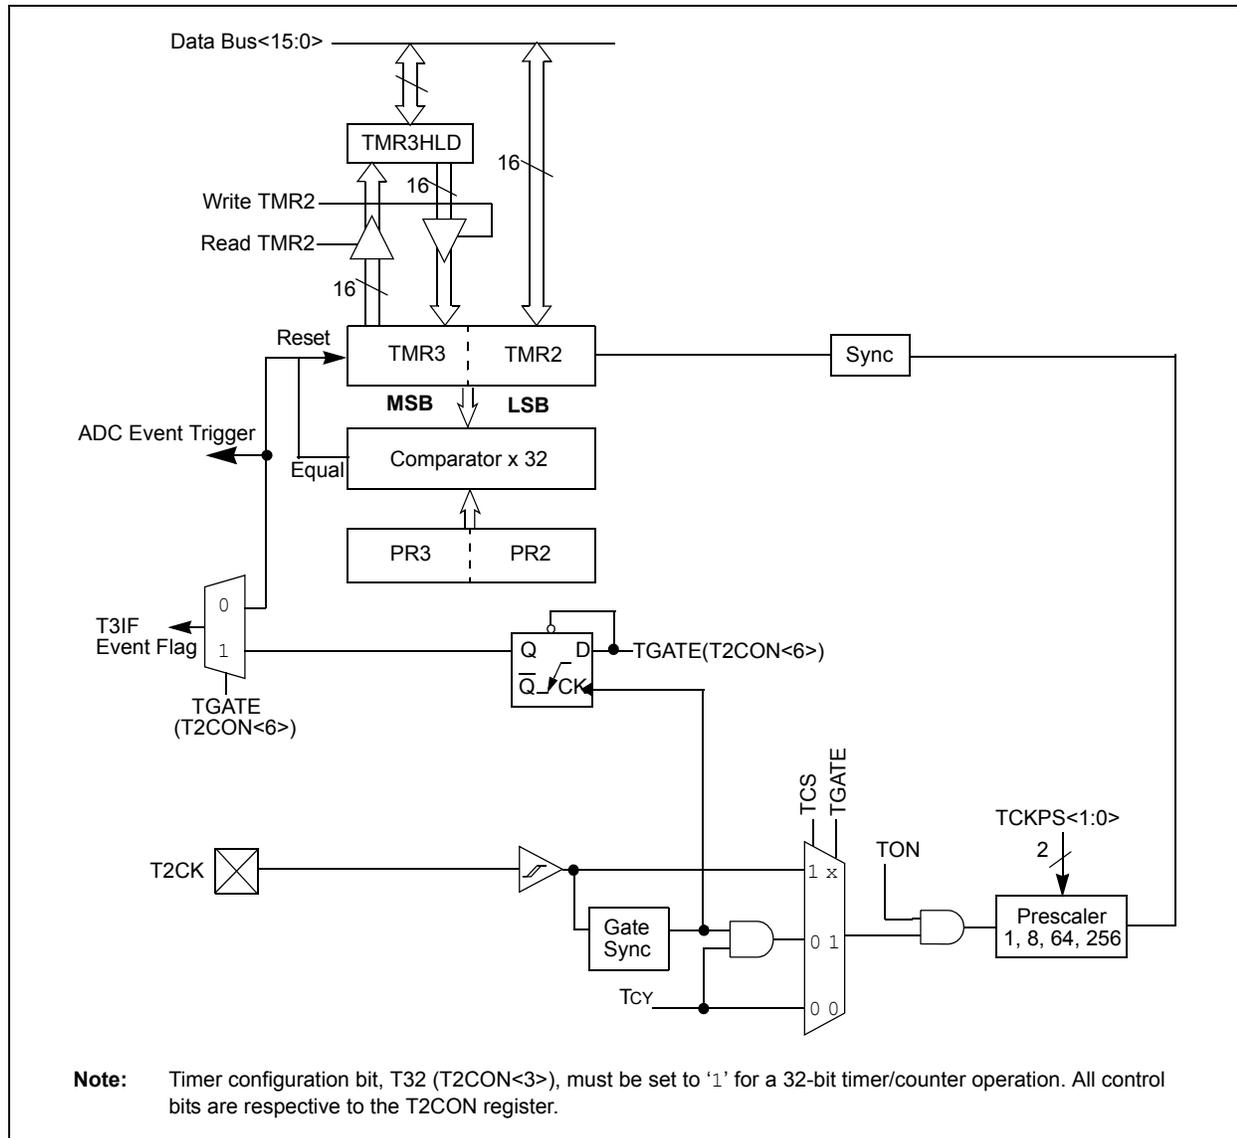 Data Bus<15:0>
TMR3HLD
16
16
Write TMR2
Read TMR2
16
Reset
TMR3
TMR2
Sync
MSB
LSB
ADC Event Trigger
Equal
Comparator x 32
PR3
PR2
0
1
T3IF
Event Flag
Q
D
TGATE(T2CON<6>)
Q
CK
TGATE
(T2CON<6>)
TCS
TGATE
TCKPS<1:0>
2
TON
T2CK
1 x
Gate
Sync
0 1
Prescaler
1, 8, 64, 256
TCY
0 0
Note: Timer configuration bit, T32 (T2CON<3>), must be set to ‘1’ for a 32-bit timer/counter operation. All control
bits are respective to the T2CON register.